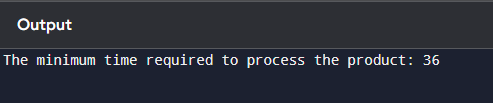 Output
The minimum time required to process the product: 36